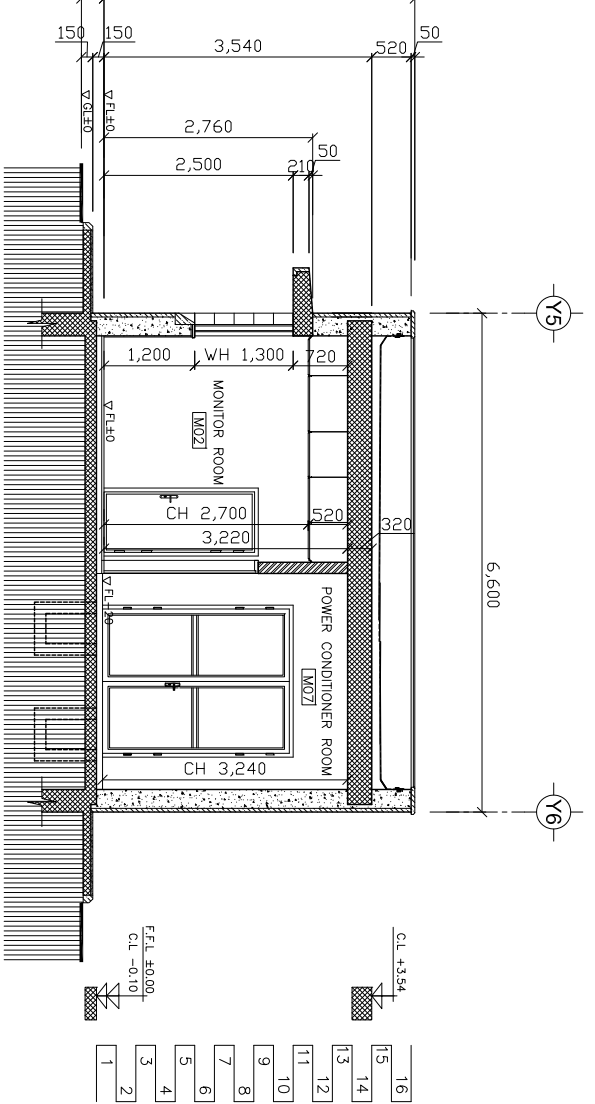 150
150
3,540
520
50
▽ GL±0
▽ FL±0
2,760
2,500
210
50
Y5
Y6
6,600
1,200
WH 1,300
720
MONITOR ROOM
M02
▽ FL±0
CH 2,700
520
3,220
320
▽ FL-20
POWER CONDITIONER ROOM
M07
CH 3,240
F.F.L ±0.00
C.L -0.10
C.L +3.54
1
2
3
4
5
6
7
8
9
10
11
12
13
14
15
16